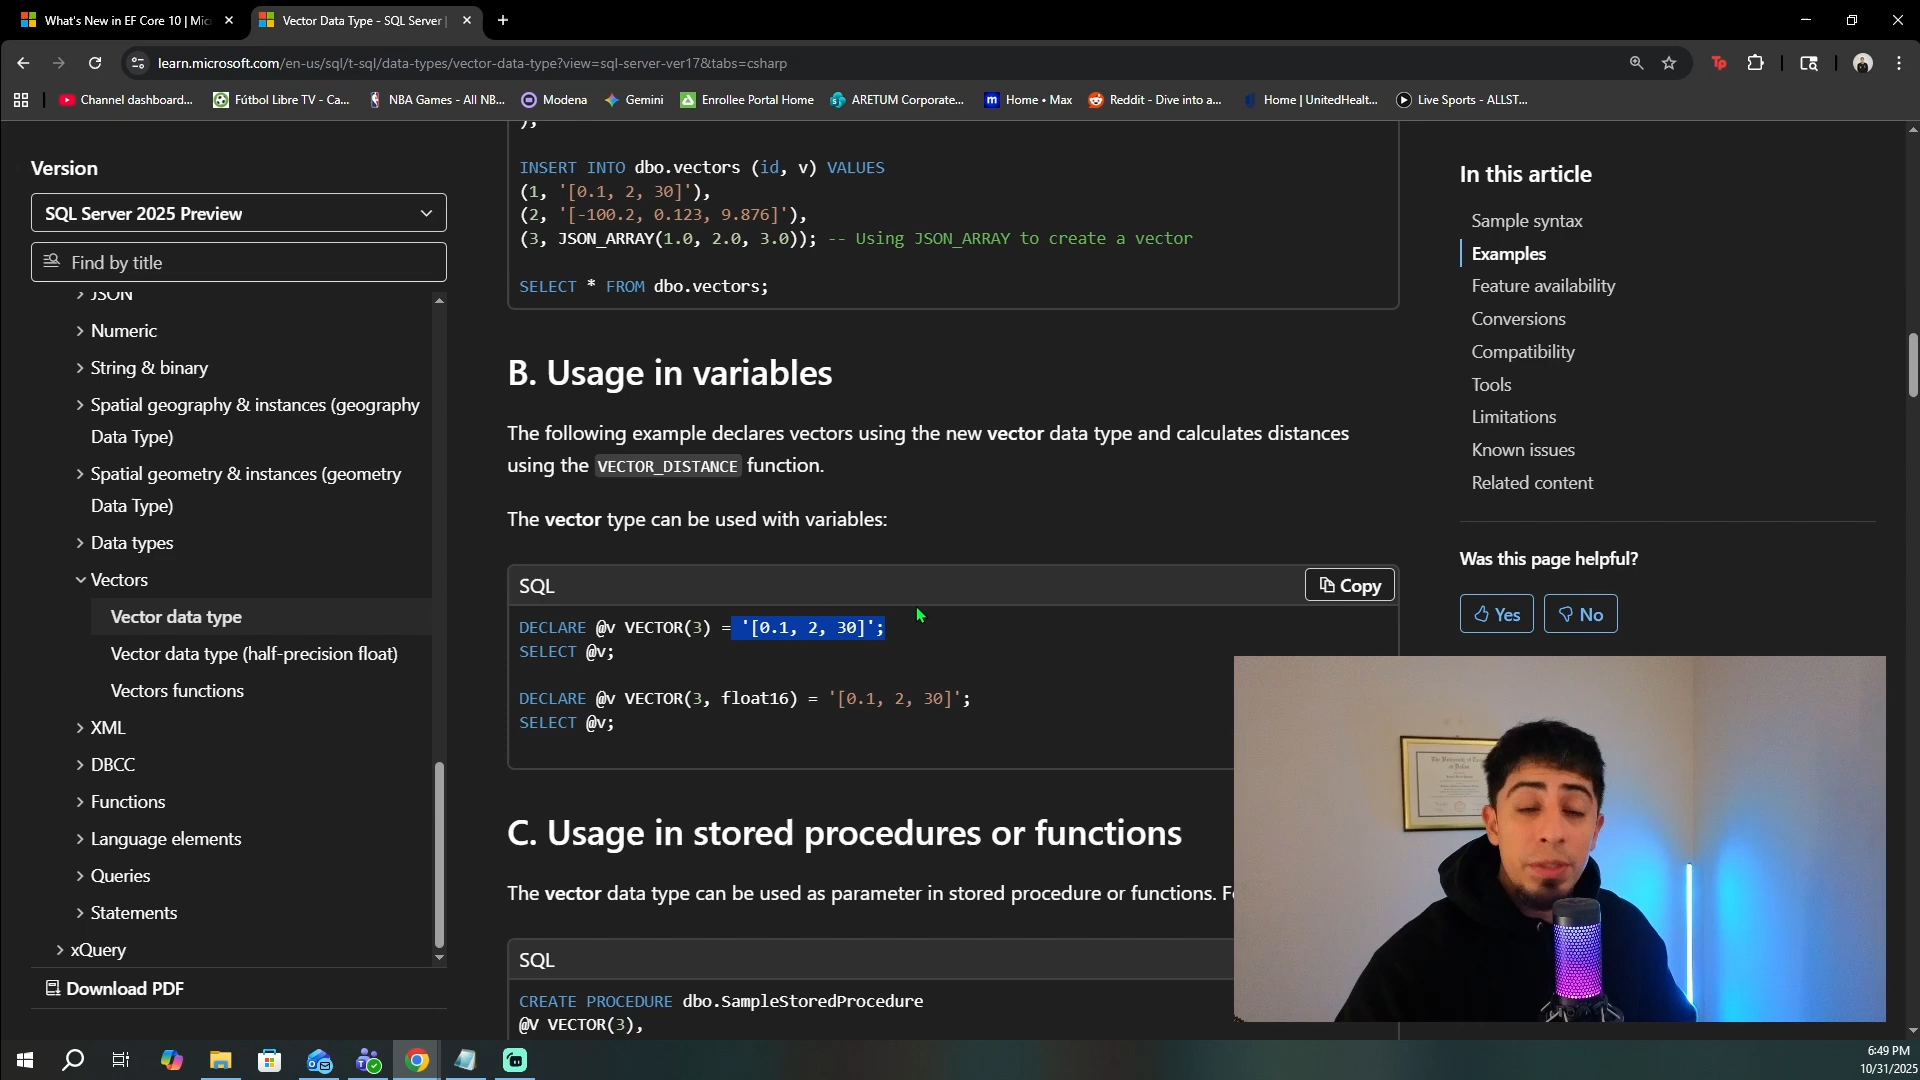 What's New in EF Core 10 | Mic
Vector Data Type - SQL Server |
learn.microsoft.com/en-us/sql/t-sql/data-types/vector-data-type?view=sql-server-ver17&tabs=csharp
Tp
Channel dashboard...
Fútbol Libre TV - Ca...
NBA Games - All NB...
Modena
Gemini
Enrollee Portal Home
ARETUM Corporate...
Home • Max
Reddit - Dive into a...
Home | UnitedHealt...
Live Sports - ALLST...
Version
SQL Server 2025 Preview
Find by title
JSON
Numeric
String & binary
Spatial geography & instances (geography
Data Type)
Spatial geometry & instances (geometry
Data Type)
Data types
Vectors
Vector data type
Vector data type (half-precision float)
Vectors functions
XML
DBCC
Functions
Language elements
Queries
Statements
xQuery
Download PDF
);
INSERT INTO dbo.vectors (id, v) VALUES
(1, '[0.1, 2, 30]'),
(2, '[-100.2, 0.123, 9.876]'),
(3, JSON_ARRAY(1.0, 2.0, 3.0)); -- Using JSON_ARRAY to create a vector
SELECT * FROM dbo.vectors;
B. Usage in variables
The following example declares vectors using the new vector data type and calculates distances
using the VECTOR_DISTANCE function.
The vector type can be used with variables:
SQL
Copy
DECLARE @v VECTOR(3) = '[0.1, 2, 30]';
SELECT @v;
DECLARE @v VECTOR(3, float16) = '[0.1, 2, 30]';
SELECT @v;
C. Usage in stored procedures or functions
The vector data type can be used as parameter in stored procedure or functions. F
SQL
CREATE PROCEDURE dbo.SampleStoredProcedure
@V VECTOR(3),
In this article
Sample syntax
Examples
Feature availability
Conversions
Compatibility
Tools
Limitations
Known issues
Related content
Was this page helpful?
Yes
No
6:49 PM
10/31/2025